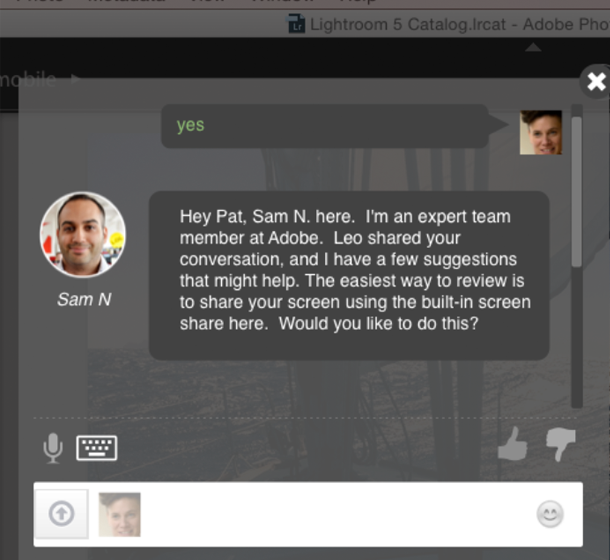 Lightroom 5 Catalog.lrcat - Adobe Pho
mobile
yes
Hey Pat, Sam N. here. I'm an expert team
member at Adobe. Leo shared your
conversation, and I have a few suggestions
that might help. The easiest way to review is
to share your screen using the built-in screen
share here. Would you like to do this?
Sam N